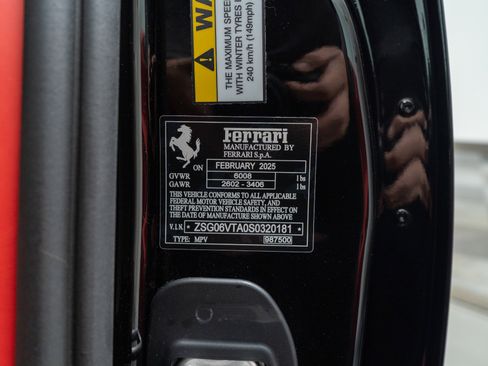 WA
THE MAXIMUM SPEE
WITH WINTER TYRES I
240 km/h (149mph)
Ferrari
MANUFACTURED BY
FERRARI S.p.A.
ON FEBRUARY 2025
GVWR 6008 lbs
GAWR 2602 - 3406 lbs
THIS VEHICLE CONFORMS TO ALL APPLICABLE
FEDERAL MOTOR VEHICLE SAFETY, AND
THEFT PREVENTION STANDARDS IN EFFECT ON
THE DATE OF MANUFACTURE SHOWN ABOVE
V.I.N. * ZSG06VTA0S0320181 *
TYPE: MPV 987500